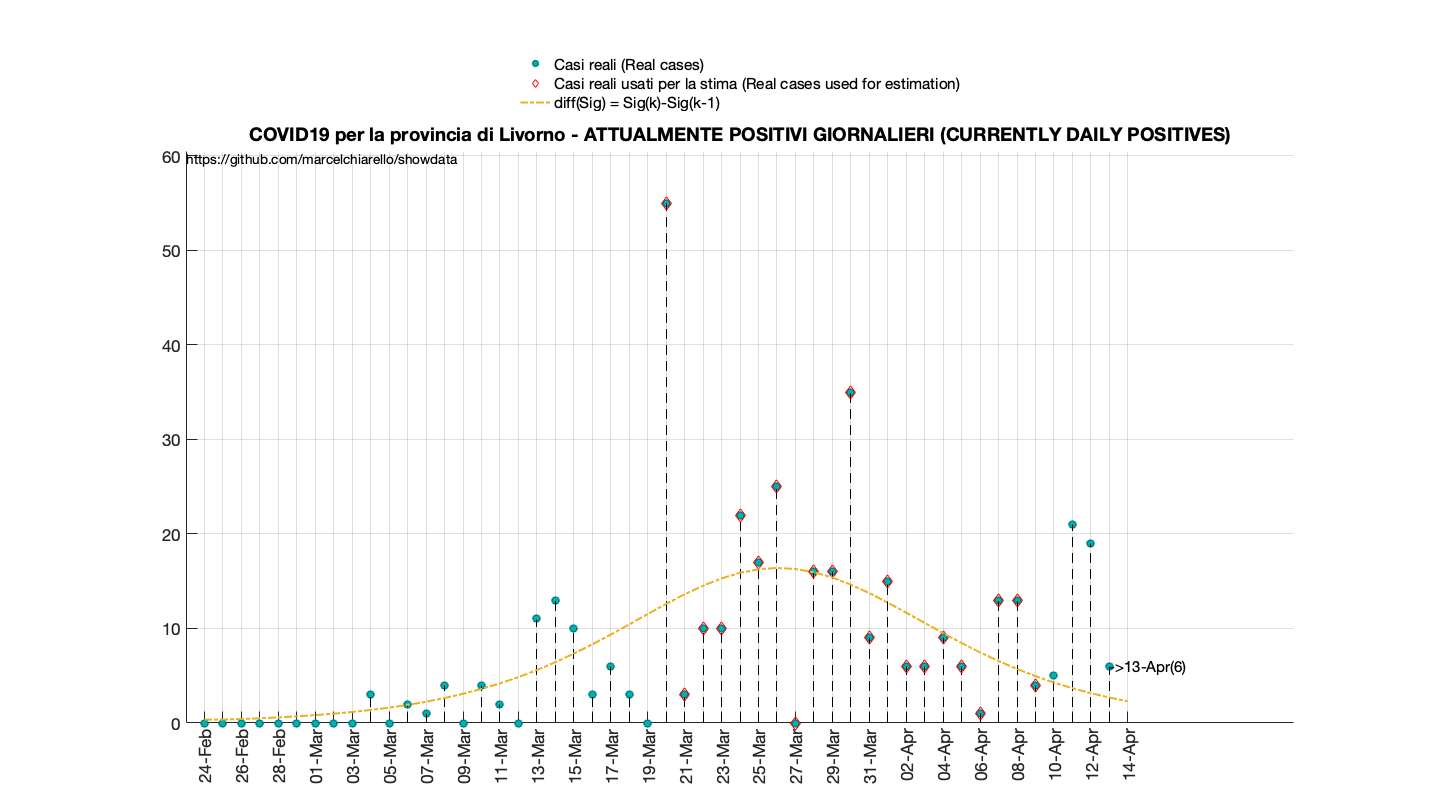 Casi reali (Real cases)
Casi reali usati per la stima (Real cases used for estimation)
diff(Sig) = Sig(k)-Sig(k-1)
COVID19 per la provincia di Livorno - ATTUALMENTE POSITIVI GIORNALIERI (CURRENTLY DAILY POSITIVES)
https://github.com/marcelchiarello/showdata
60
50
40
30
20
10
0
>13-Apr(6)
24-Feb
26-Feb
28-Feb
01-Mar
03-Mar
05-Mar
07-Mar
09-Mar
11-Mar
13-Mar
15-Mar
17-Mar
19-Mar
21-Mar
23-Mar
25-Mar
27-Mar
29-Mar
31-Mar
02-Apr
04-Apr
06-Apr
08-Apr
10-Apr
12-Apr
14-Apr